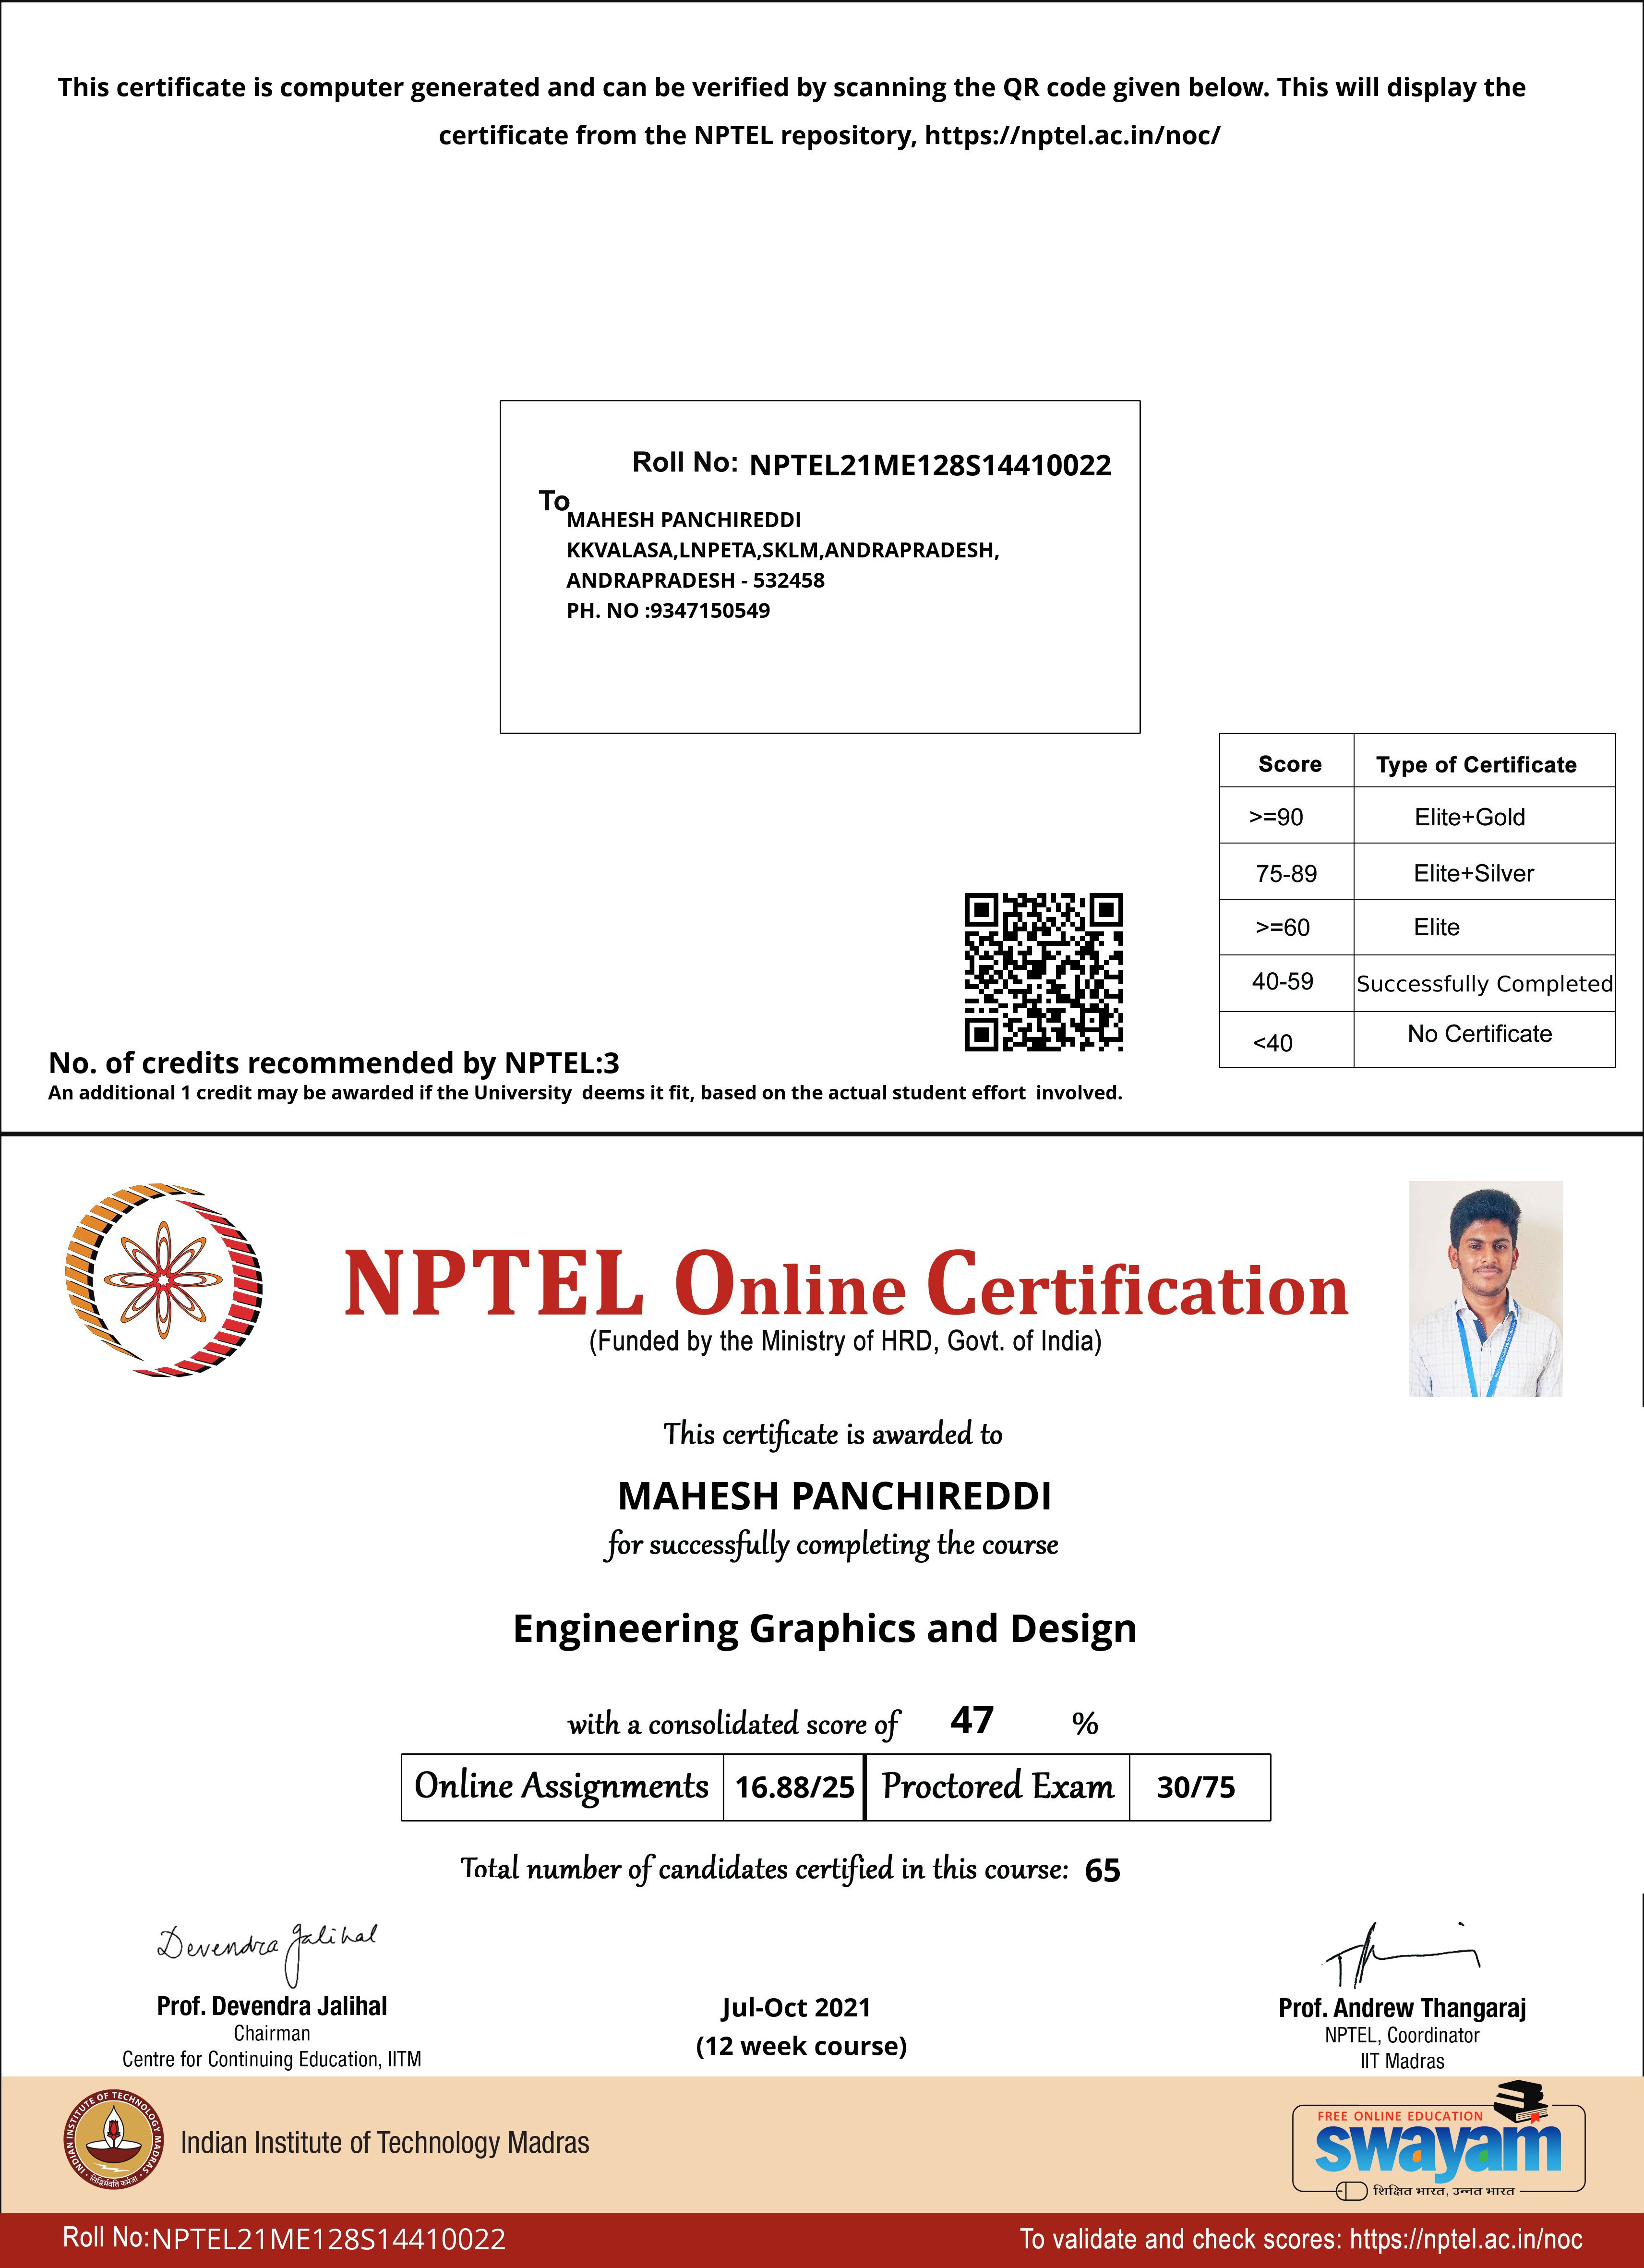 This certificate is computer generated and can be verified by scanning the QR code given below. This will display the
certificate from the NPTEL repository, https://nptel.ac.in/noc/
Roll No: NPTEL21ME128S14410022
To
MAHESH PANCHIREDDI
KKVALASA,LNPETA,SKLM,ANDRAPRADESH,
ANDRAPRADESH - 532458
PH. NO :9347150549
Score Type of Certificate
>=90 Elite+Gold
75-89 Elite+Silver
>=60 Elite
40-59 Successfully Completed
<40 No Certificate
No. of credits recommended by NPTEL:3
An additional 1 credit may be awarded if the University deems it fit, based on the actual student effort involved.
NPTEL Online Certification
(Funded by the Ministry of HRD, Govt. of India)
This certificate is awarded to
MAHESH PANCHIREDDI
for successfully completing the course
Engineering Graphics and Design
with a consolidated score of 47 %
Online Assignments 16.88/25 Proctored Exam 30/75
Total number of candidates certified in this course: 65
Devendra Jalihal
Prof. Devendra Jalihal
Chairman
Centre for Continuing Education, IITM
Jul-Oct 2021
(12 week course)
Prof. Andrew Thangaraj
NPTEL, Coordinator
IIT Madras
INDIAN INSTITUTE OF TECHNOLOGY MADRAS
सिद्धिर्भवति कर्मजा
Indian Institute of Technology Madras
FREE ONLINE EDUCATION
swayam
शिक्षित भारत, उन्नत भारत
Roll No:NPTEL21ME128S14410022
To validate and check scores: https://nptel.ac.in/noc